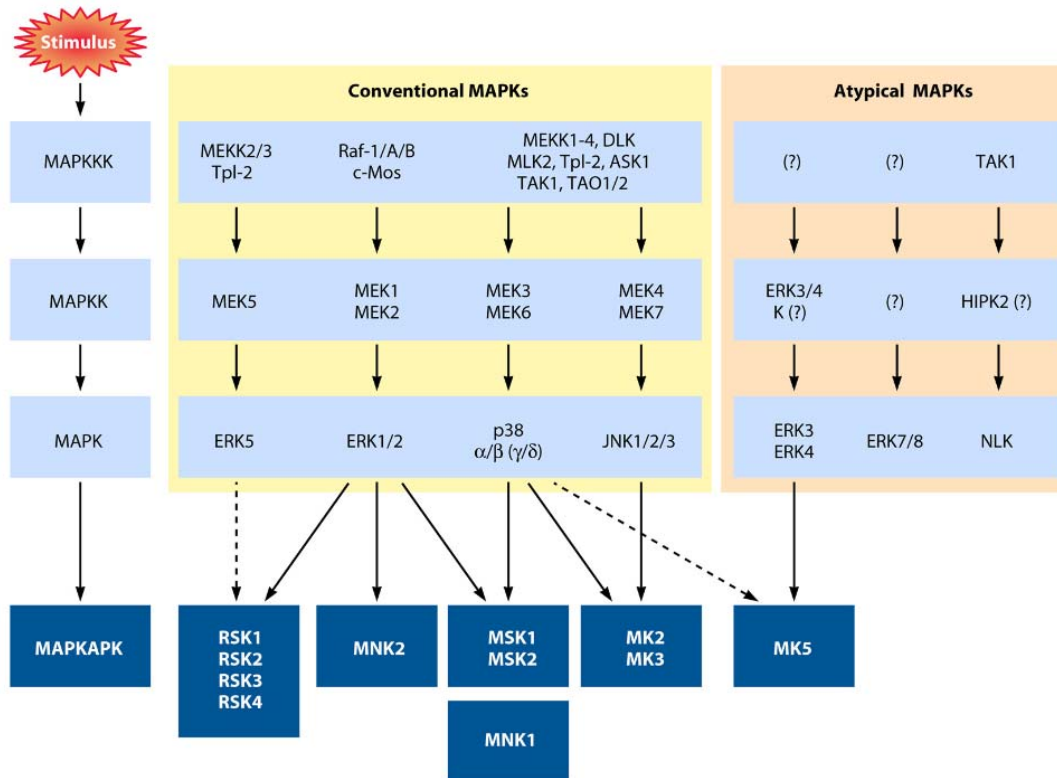 Stimulus
Conventional MAPKs
Atypical MAPKs
MAPKKK
MEKK2/3
Tpl-2
Raf-1/A/B
c-Mos
MEKK1-4, DLK
MLK2, Tpl-2, ASK1
TAK1, TAO1/2
(?)
(?)
TAK1
MAPKK
MEK5
MEK1
MEK2
MEK3
MEK6
MEK4
MEK7
ERK3/4
K (?)
(?)
HIPK2 (?)
MAPK
ERK5
ERK1/2
p38
α/β (γ/δ)
JNK1/2/3
ERK3
ERK4
ERK7/8
NLK
MAPKAPK
RSK1
RSK2
RSK3
RSK4
MNK2
MSK1
MSK2
MK2
MK3
MK5
MNK1